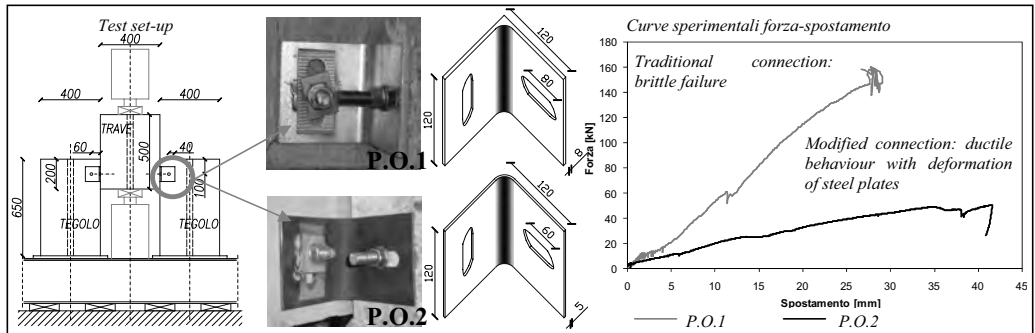 Test set-up
400
400
400
TRAVE
60
40
500
200
100
650
TEGOLO
TEGOLO
P.O.1
120
80
120
8
P.O.2
120
60
120
5
Curve sperimentali forza-spostamento
Forza [kN]
180
160
140
120
100
80
60
40
20
0
Traditional connection:
brittle failure
Modified connection: ductile
behaviour with deformation
of steel plates
0 5 10 15 20 25 30 35 40 45
Spostamento [mm]
P.O.1 P.O.2